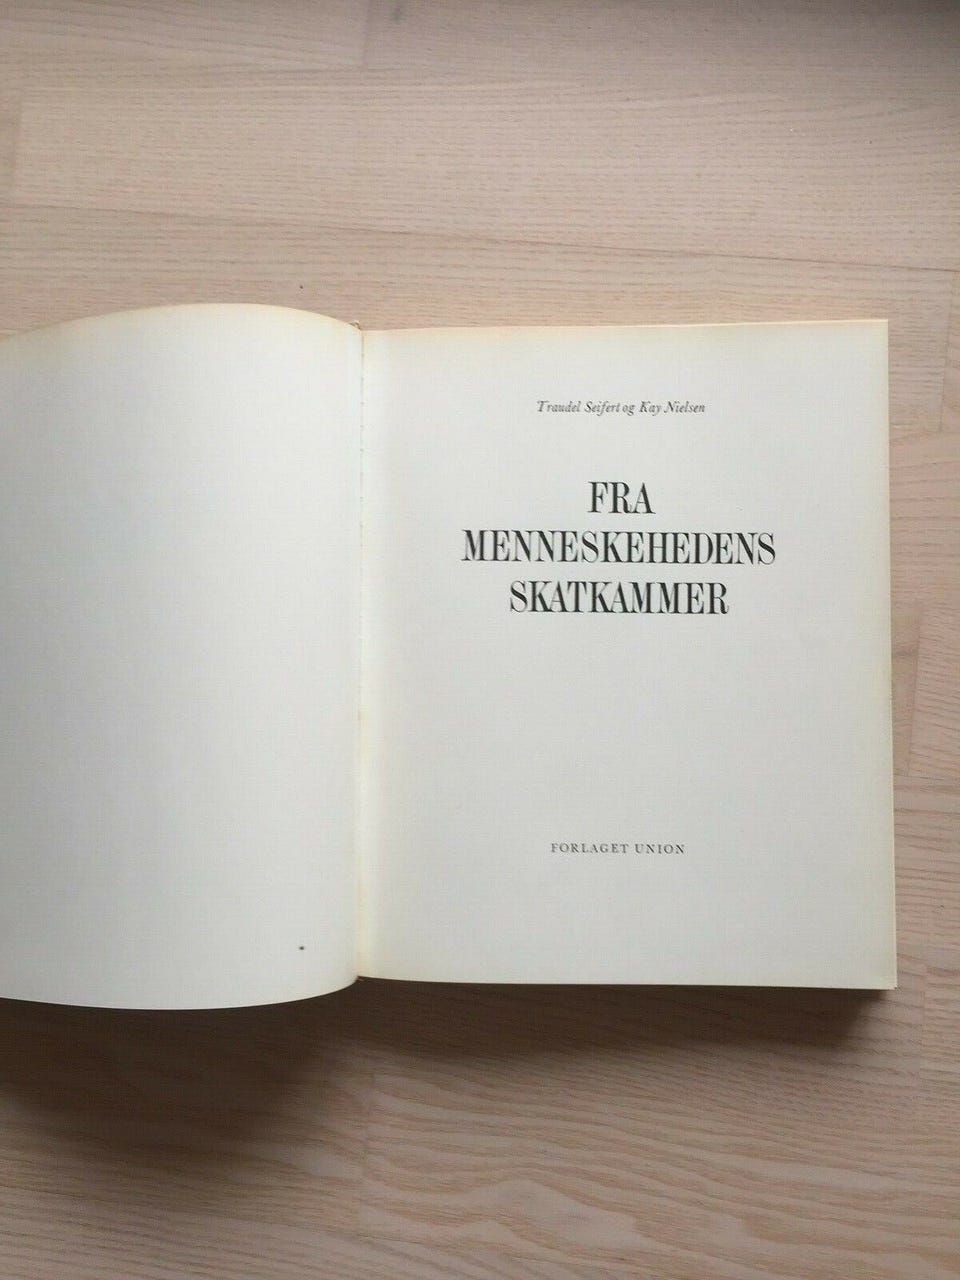 Traudel Seifert og Kay Nielsen
FRA
MENNESKEHEDENS
SKATKAMMER
FORLAGET UNION